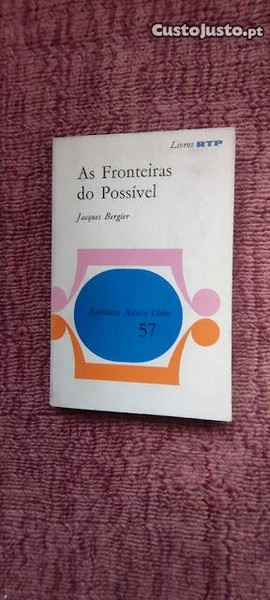 CustoJusto.pt
Livros RTP
As Fronteiras
do Possível
Jacques Bergier
Biblioteca Básica Verbo
57